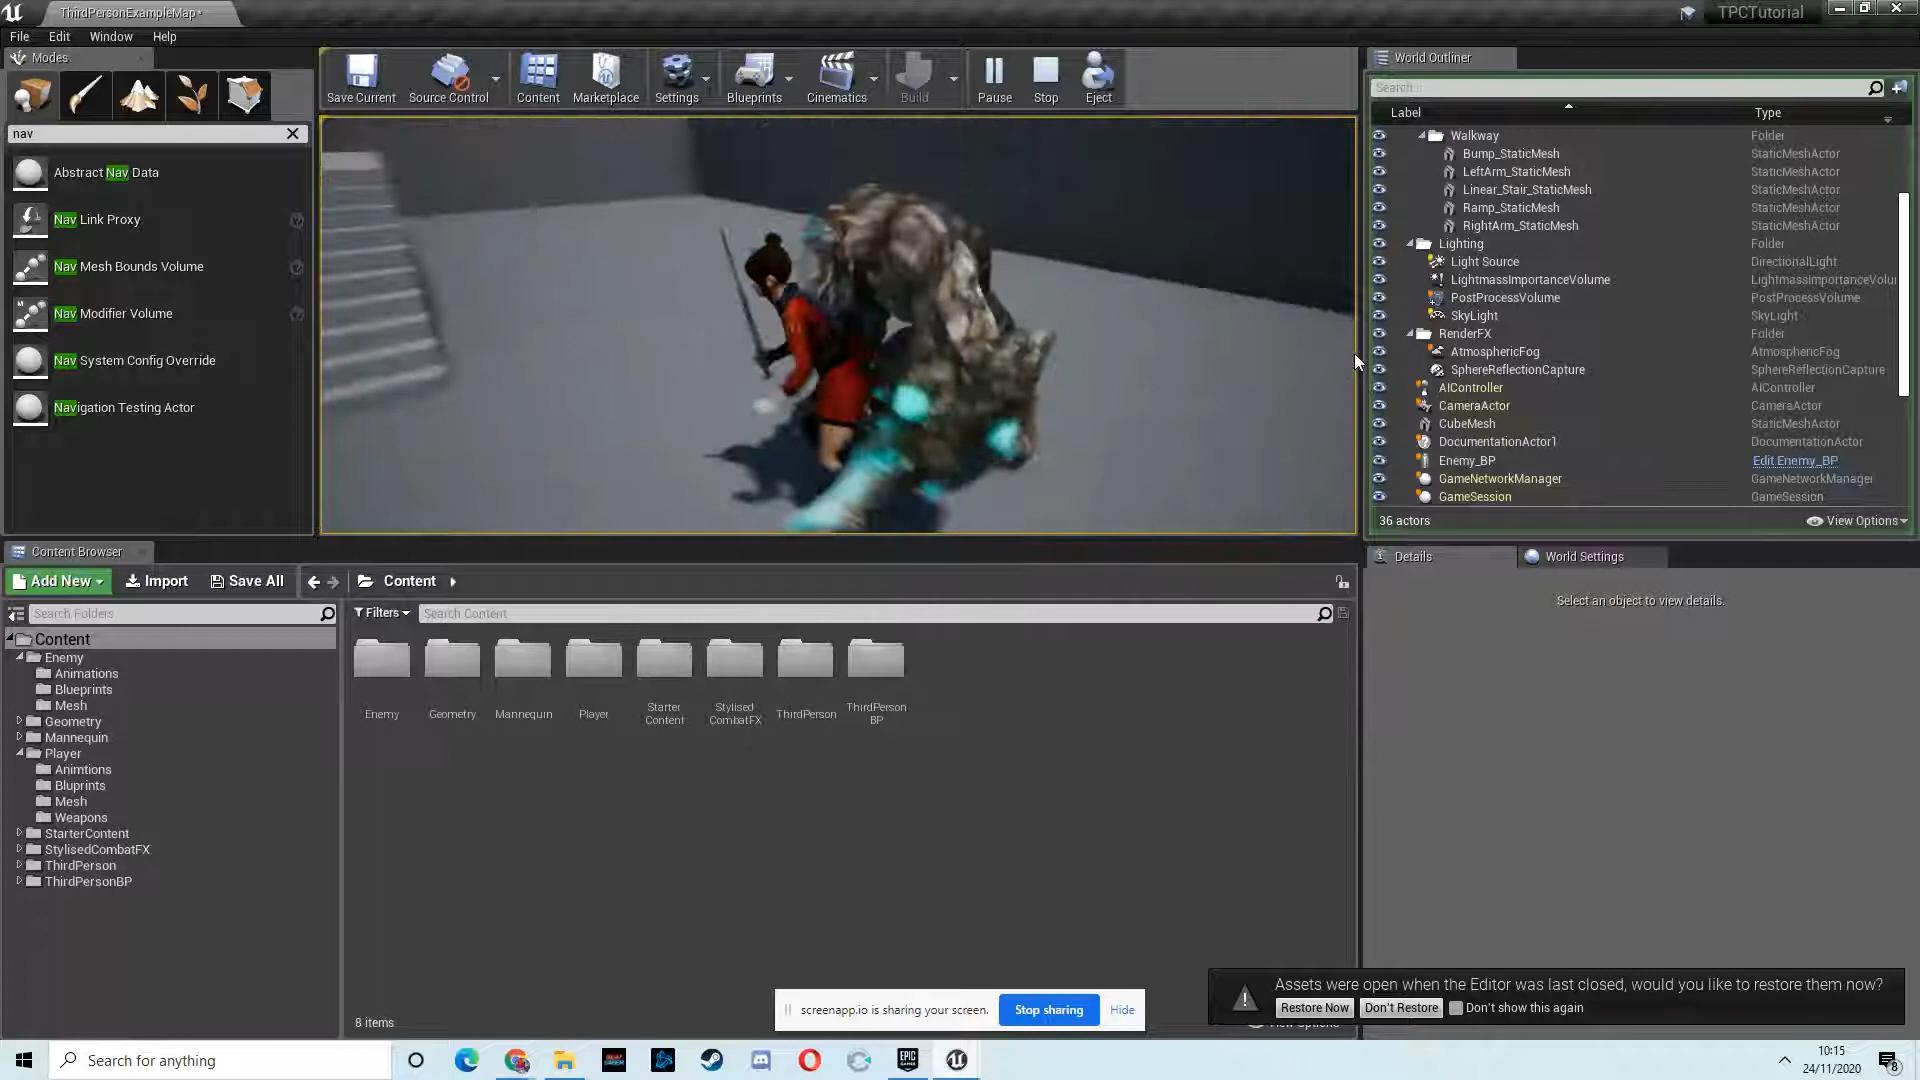 ThirdPersonExampleMap*
TPCTutorial
File Edit Window Help
Modes
nav
Abstract Nav Data
Nav Link Proxy
Nav Mesh Bounds Volume
Nav Modifier Volume
Nav System Config Override
Navigation Testing Actor
Save Current Source Control Content Marketplace Settings Blueprints Cinematics Build Pause Stop Eject
World Outliner
Search...
Label Type
Walkway Folder
Bump_StaticMesh StaticMeshActor
LeftArm_StaticMesh StaticMeshActor
Linear_Stair_StaticMesh StaticMeshActor
Ramp_StaticMesh StaticMeshActor
RightArm_StaticMesh StaticMeshActor
Lighting Folder
Light Source DirectionalLight
LightmassImportanceVolume LightmassImportanceVolu
PostProcessVolume PostProcessVolume
SkyLight SkyLight
RenderFX Folder
AtmosphericFog AtmosphericFog
SphereReflectionCapture SphereReflectionCapture
AIController AIController
CameraActor CameraActor
CubeMesh StaticMeshActor
DocumentationActor1 DocumentationActor
Enemy_BP Edit Enemy_BP
GameNetworkManager GameNetworkManager
GameSession GameSession
36 actors View Options
Details World Settings
Select an object to view details.
Content Browser
Add New Import Save All Content
Search Folders
Filters Search Content
Content
Enemy
Animations
Blueprints
Mesh
Geometry
Mannequin
Player
Animtions
Bluprints
Mesh
Weapons
StarterContent
StylisedCombatFX
ThirdPerson
ThirdPersonBP
Enemy Geometry Mannequin Player Starter Content Stylised CombatFX ThirdPerson ThirdPerson BP
8 items
View Options
screenapp.io is sharing your screen. Stop sharing Hide
Assets were open when the Editor was last closed, would you like to restore them now?
Restore Now Don't Restore Don't show this again
Search for anything
EPIC GAMES
10:15
24/11/2020
8